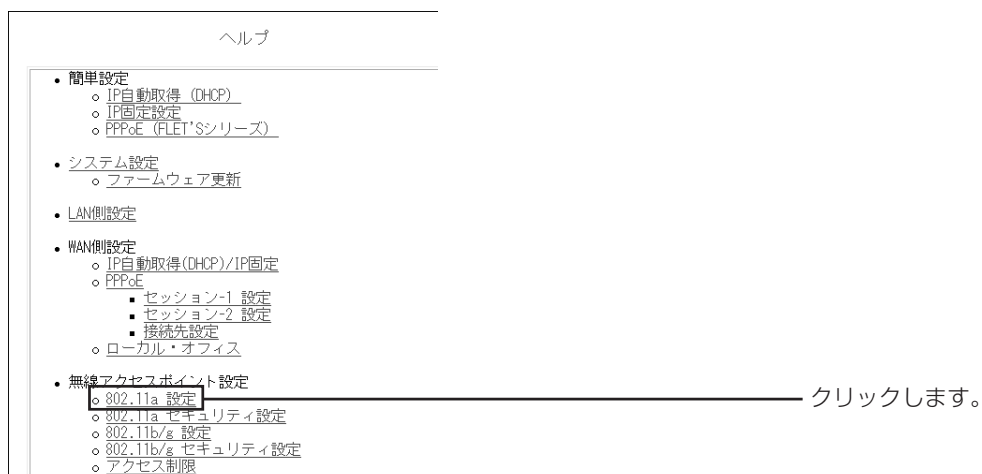 ヘルプ
簡単設定
IP自動取得 (DHCP)
IP固定設定
PPPoE (FLET'Sシリーズ)
システム設定
ファームウェア更新
LAN側設定
WAN側設定
IP自動取得(DHCP)/IP固定
PPPoE
セッション-1 設定
セッション-2 設定
接続先設定
ローカル・オフィス
無線アクセスポイント設定
802.11a 設定
クリックします。
802.11a セキュリティ設定
802.11b/g 設定
802.11b/g セキュリティ設定
アクセス制限